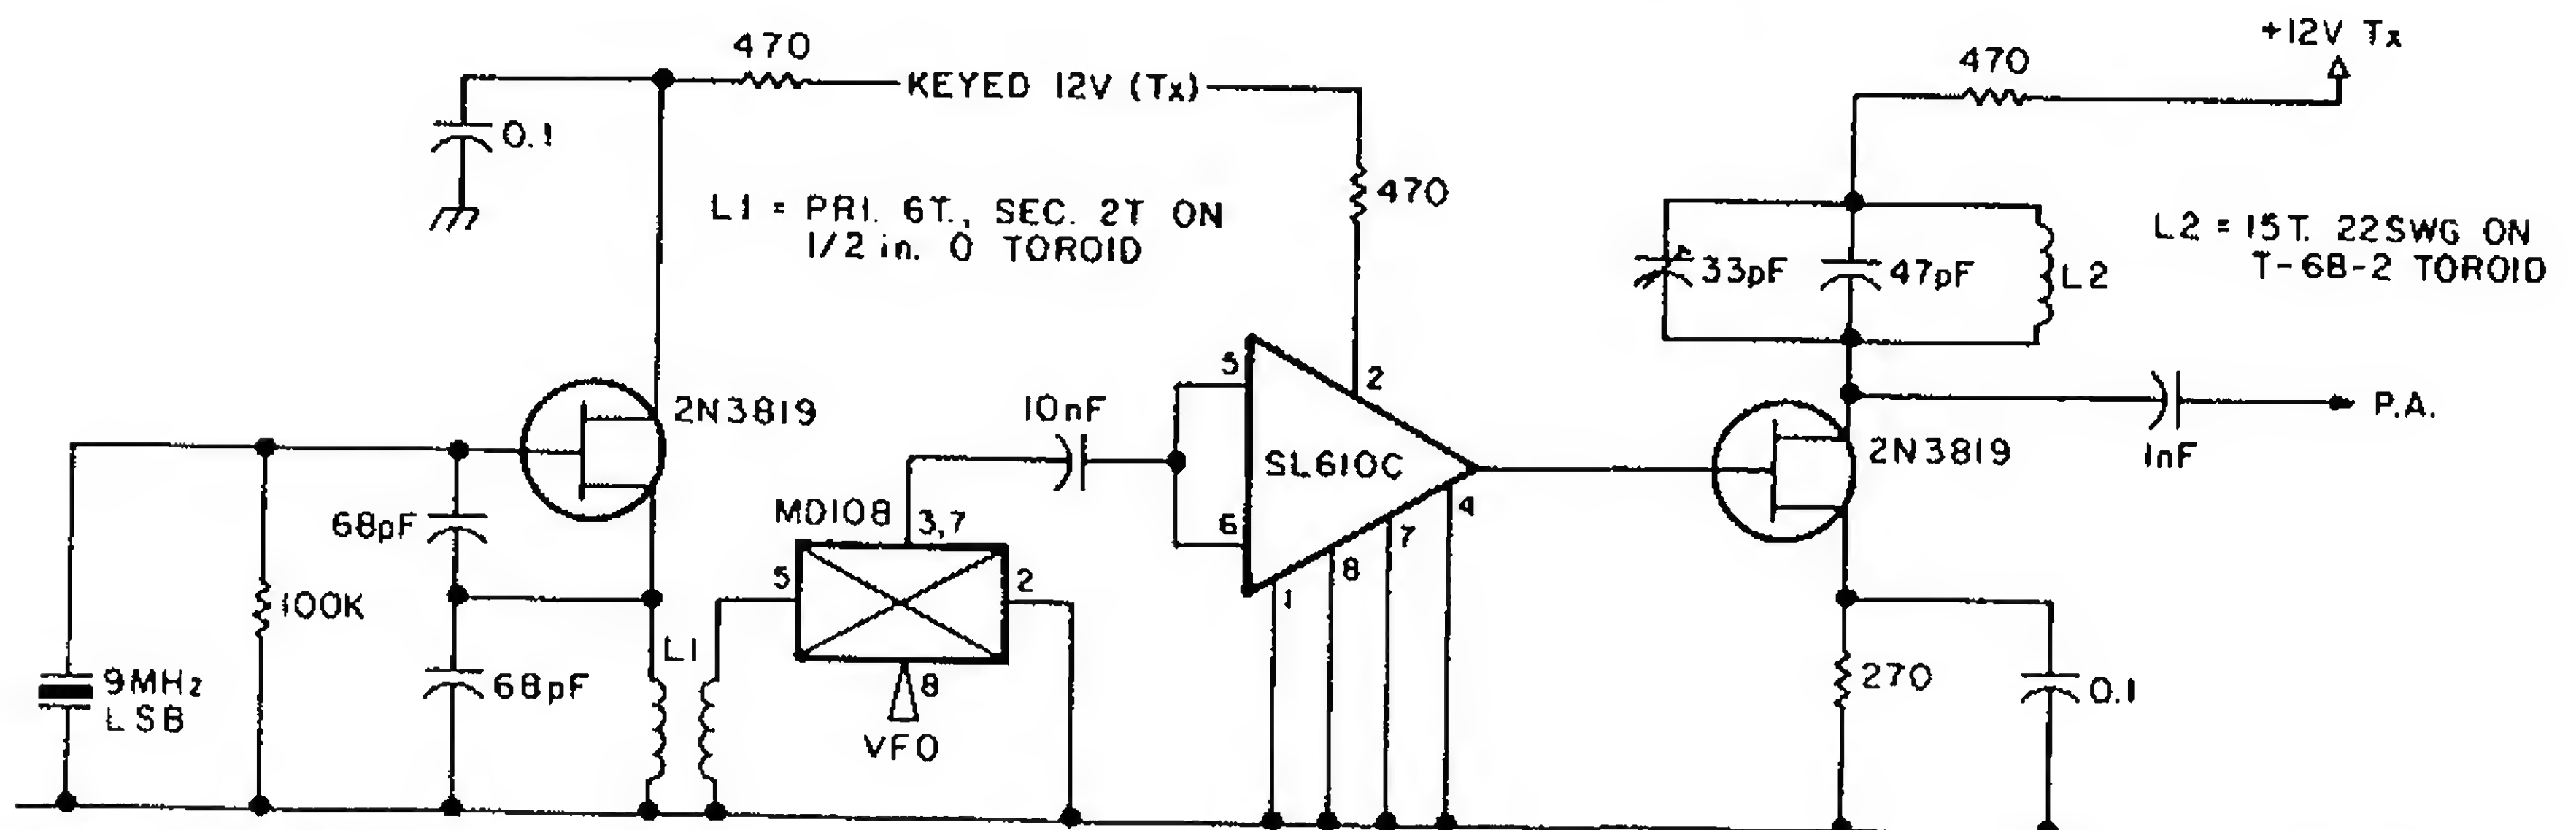 470
+12V Tx
470
KEYED 12V (Tx)
0.1
470
L1 = PRI. 6T., SEC. 2T ON
1/2 in. O TOROID
33pF
47pF
L2
L2 = 15T. 22SWG ON
T-68-2 TOROID
2N3819
10nF
5
2
SL610C
6
4
7
8
1
2N3819
1nF
P.A.
68pF
MD108
3,7
5
2
8
VFO
100K
L1
9MHz
LSB
68pF
270
0.1